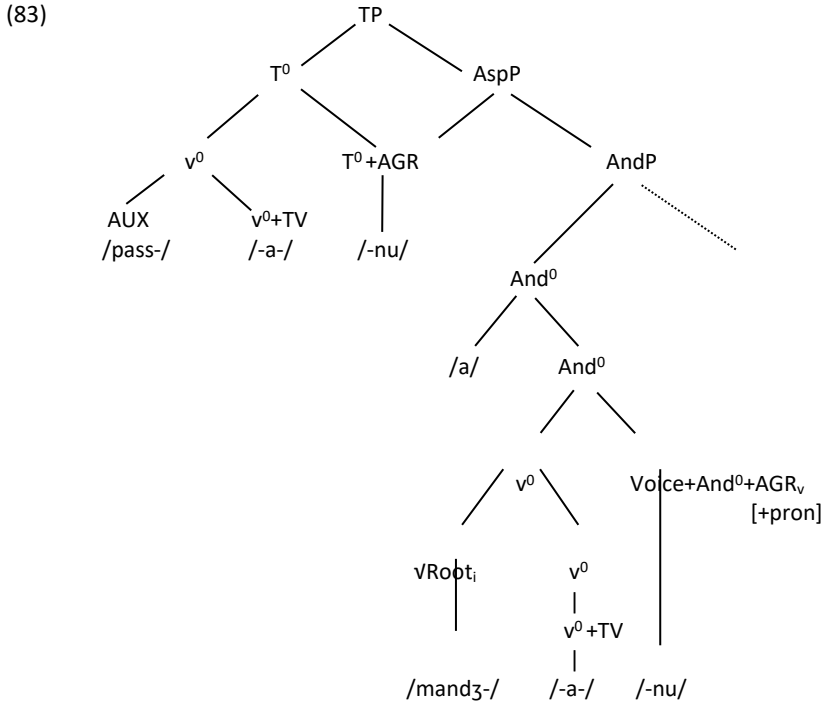 (83) TP
T⁰ AspP
v⁰ T⁰+AGR AndP
AUX v⁰+TV
/pass-/ /-a-/ /-nu/
And⁰
/a/ And⁰
v⁰ Voice+And⁰+AGRᵥ
[+pron]
√Rootᵢ v⁰
v⁰+TV
/mandʒ-/ /-a-/ /-nu/